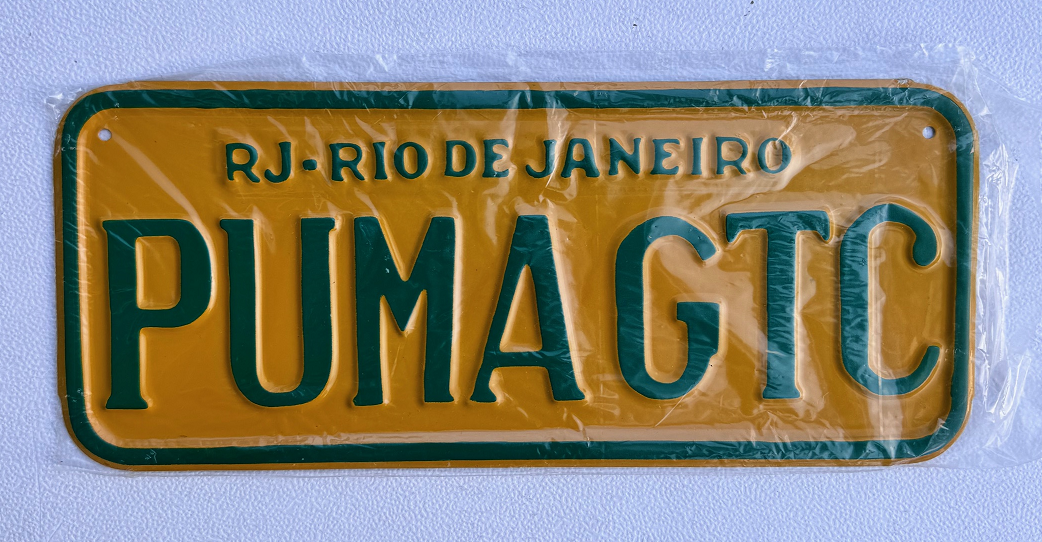 RJ-RIO DE JANEIRO
PUMA GTC